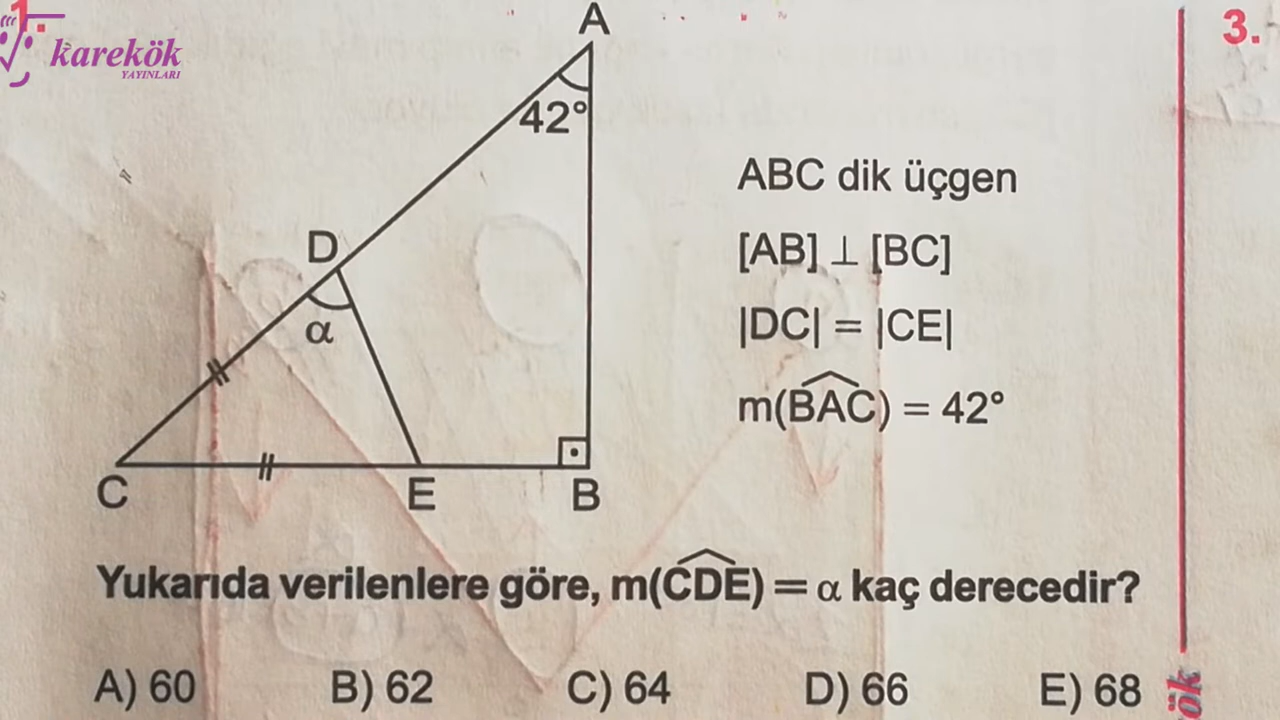 1.
karekök
YAYINLARI
3.
A
42°
D
α
C
E
B
ABC dik üçgen
[AB] ⊥ [BC]
|DC| = |CE|
m(BAC) = 42°
Yukarıda verilenlere göre, m(CDE) = α kaç derecedir?
A) 60 B) 62 C) 64 D) 66 E) 68
ök